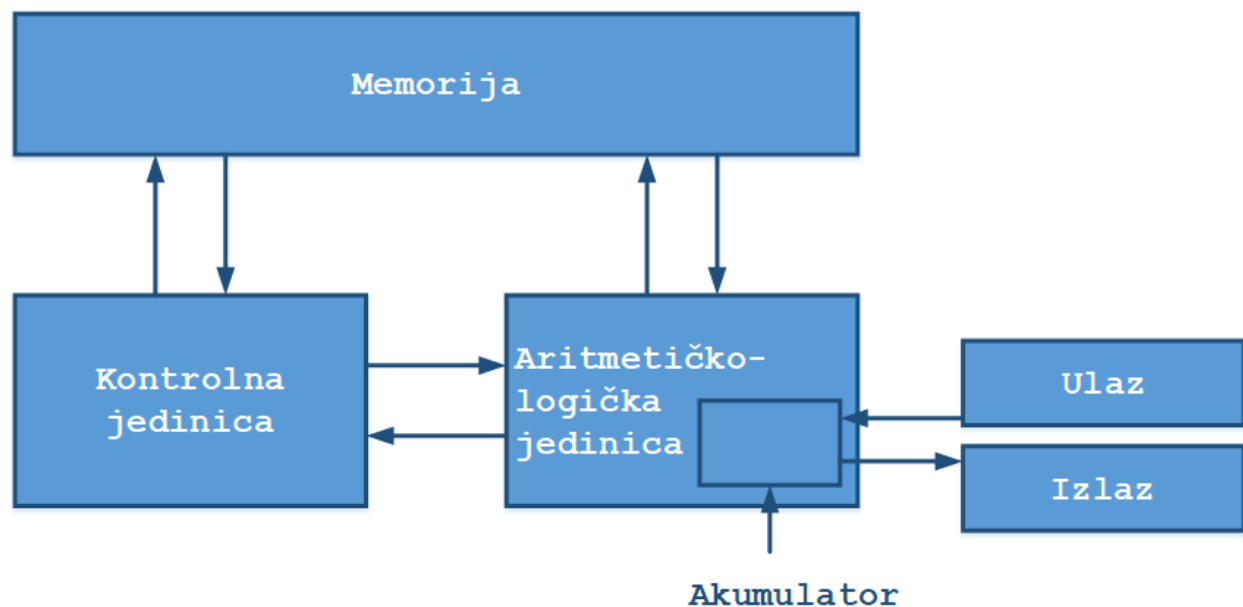 Memorija
Kontrolna
jedinica
Aritmetičko-
logička
jedinica
Ulaz
Izlaz
Akumulator